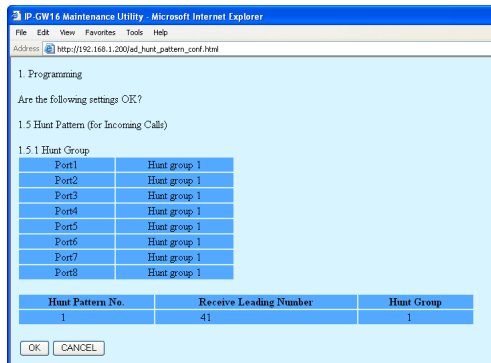 IP-GW16 Maintenance Utility - Microsoft Internet Explorer
File Edit View Favorites Tools Help
Address http://192.168.1.200/ad_hunt_pattern_conf.html
1. Programming
Are the following settings OK?
1.5 Hunt Pattern (for Incoming Calls)
1.5.1 Hunt Group
Port1 Hunt group 1
Port2 Hunt group 1
Port3 Hunt group 1
Port4 Hunt group 1
Port5 Hunt group 1
Port6 Hunt group 1
Port7 Hunt group 1
Port8 Hunt group 1
Hunt Pattern No. Receive Leading Number Hunt Group
1 41 1
OK CANCEL